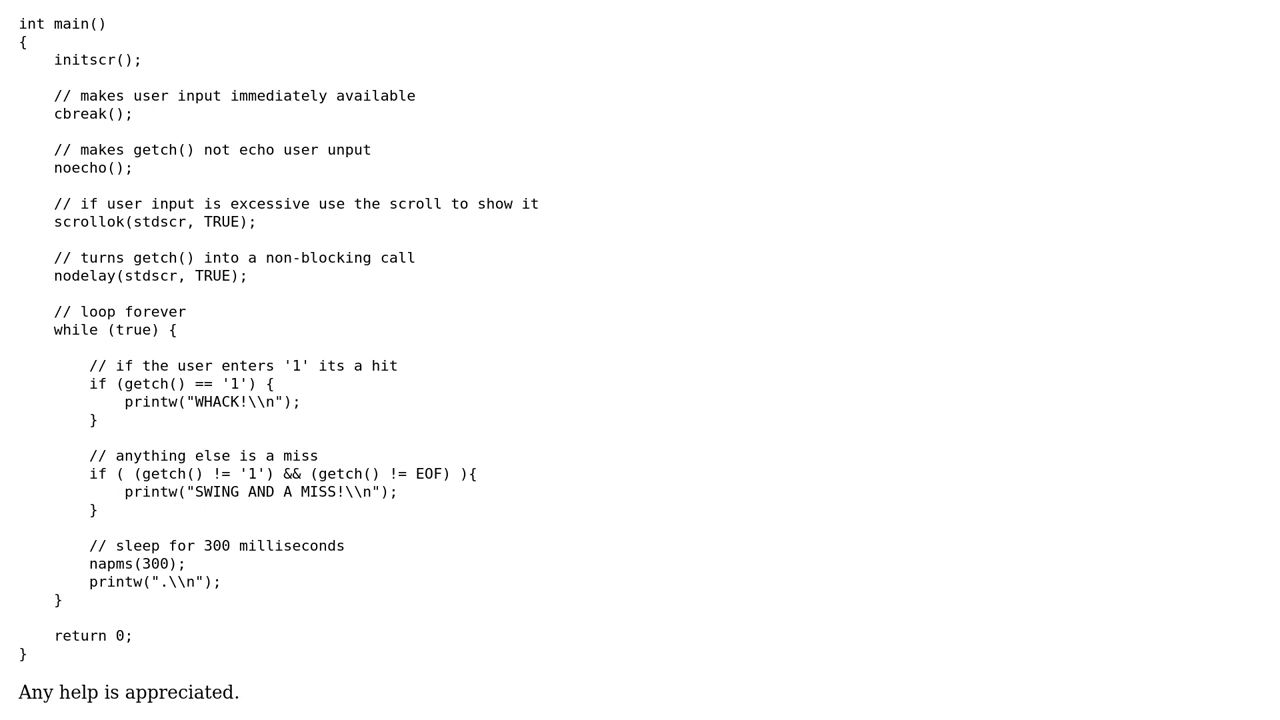 int main()
{
    initscr();

    // makes user input immediately available
    cbreak();

    // makes getch() not echo user unput
    noecho();

    // if user input is excessive use the scroll to show it
    scrollok(stdscr, TRUE);

    // turns getch() into a non-blocking call
    nodelay(stdscr, TRUE);

    // loop forever
    while (true) {

        // if the user enters '1' its a hit
        if (getch() == '1') {
            printw("WHACK!\\n");
        }

        // anything else is a miss
        if ( (getch() != '1') && (getch() != EOF) ){
            printw("SWING AND A MISS!\\n");
        }

        // sleep for 300 milliseconds
        napms(300);
        printw(".\\n");
    }

    return 0;
}
Any help is appreciated.